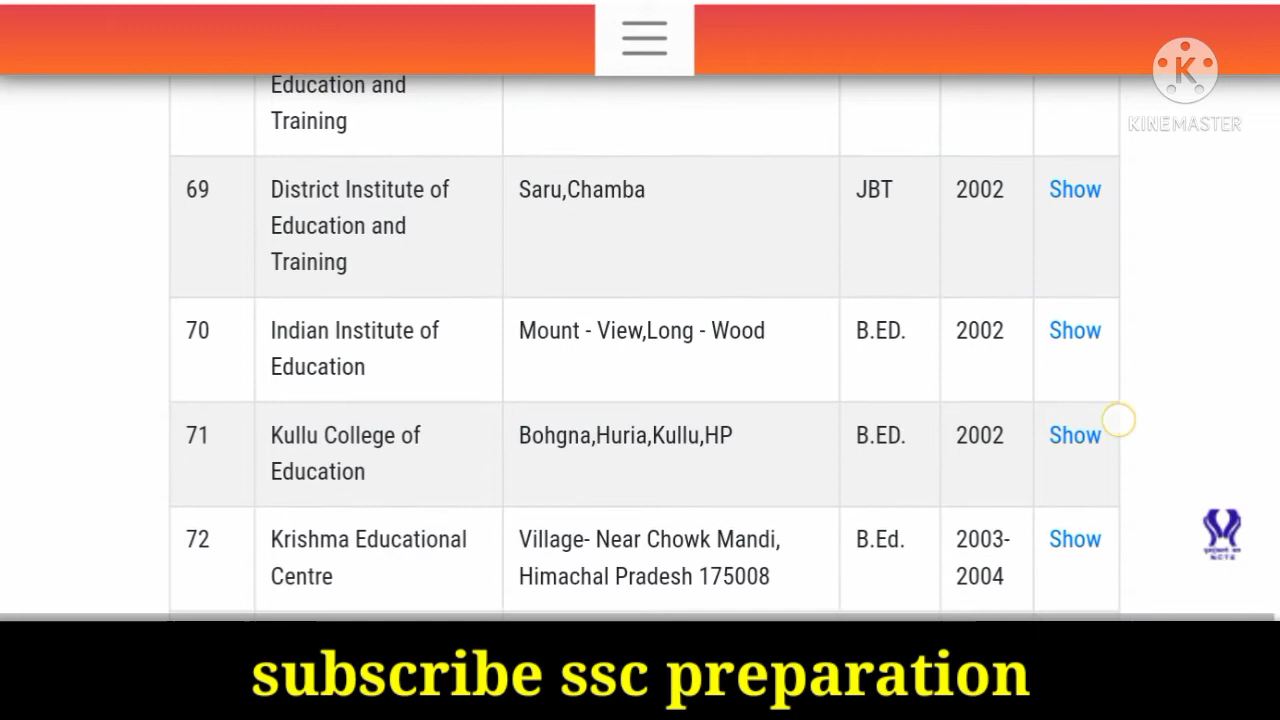 K
KINEMASTER
Education and
Training
69 District Institute of Saru,Chamba JBT 2002 Show
Education and
Training
70 Indian Institute of Mount - View,Long - Wood B.ED. 2002 Show
Education
71 Kullu College of Bohgna,Huria,Kullu,HP B.ED. 2002 Show
Education
72 Krishma Educational Village- Near Chowk Mandi, B.Ed. 2003- Show
Centre Himachal Pradesh 175008 2004
NCTE
subscribe ssc preparation